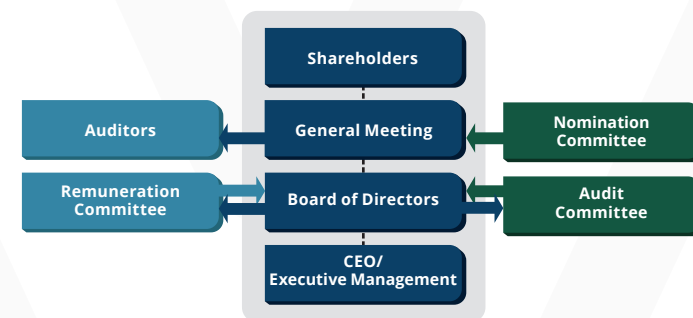 Shareholders
Auditors
General Meeting
Nomination
Committee
Remuneration
Committee
Board of Directors
Audit
Committee
CEO/
Executive Management